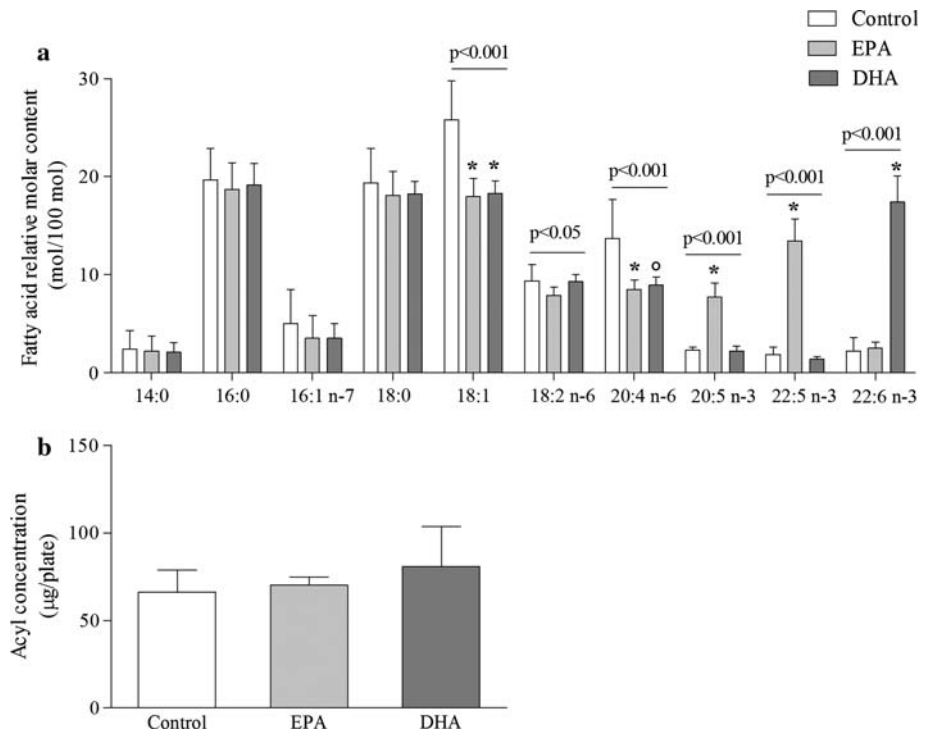 Control
EPA
DHA
a
p<0.001
30
20
10
0
Fatty acid relative molar content
(mol/100 mol)
* *
p<0.05
p<0.001
* °
p<0.001
*
p<0.001
*
p<0.001
*
14:0 16:0 16:1 n-7 18:0 18:1 18:2 n-6 20:4 n-6 20:5 n-3 22:5 n-3 22:6 n-3
b
150
100
50
0
Acyl concentration
(µg/plate)
Control EPA DHA